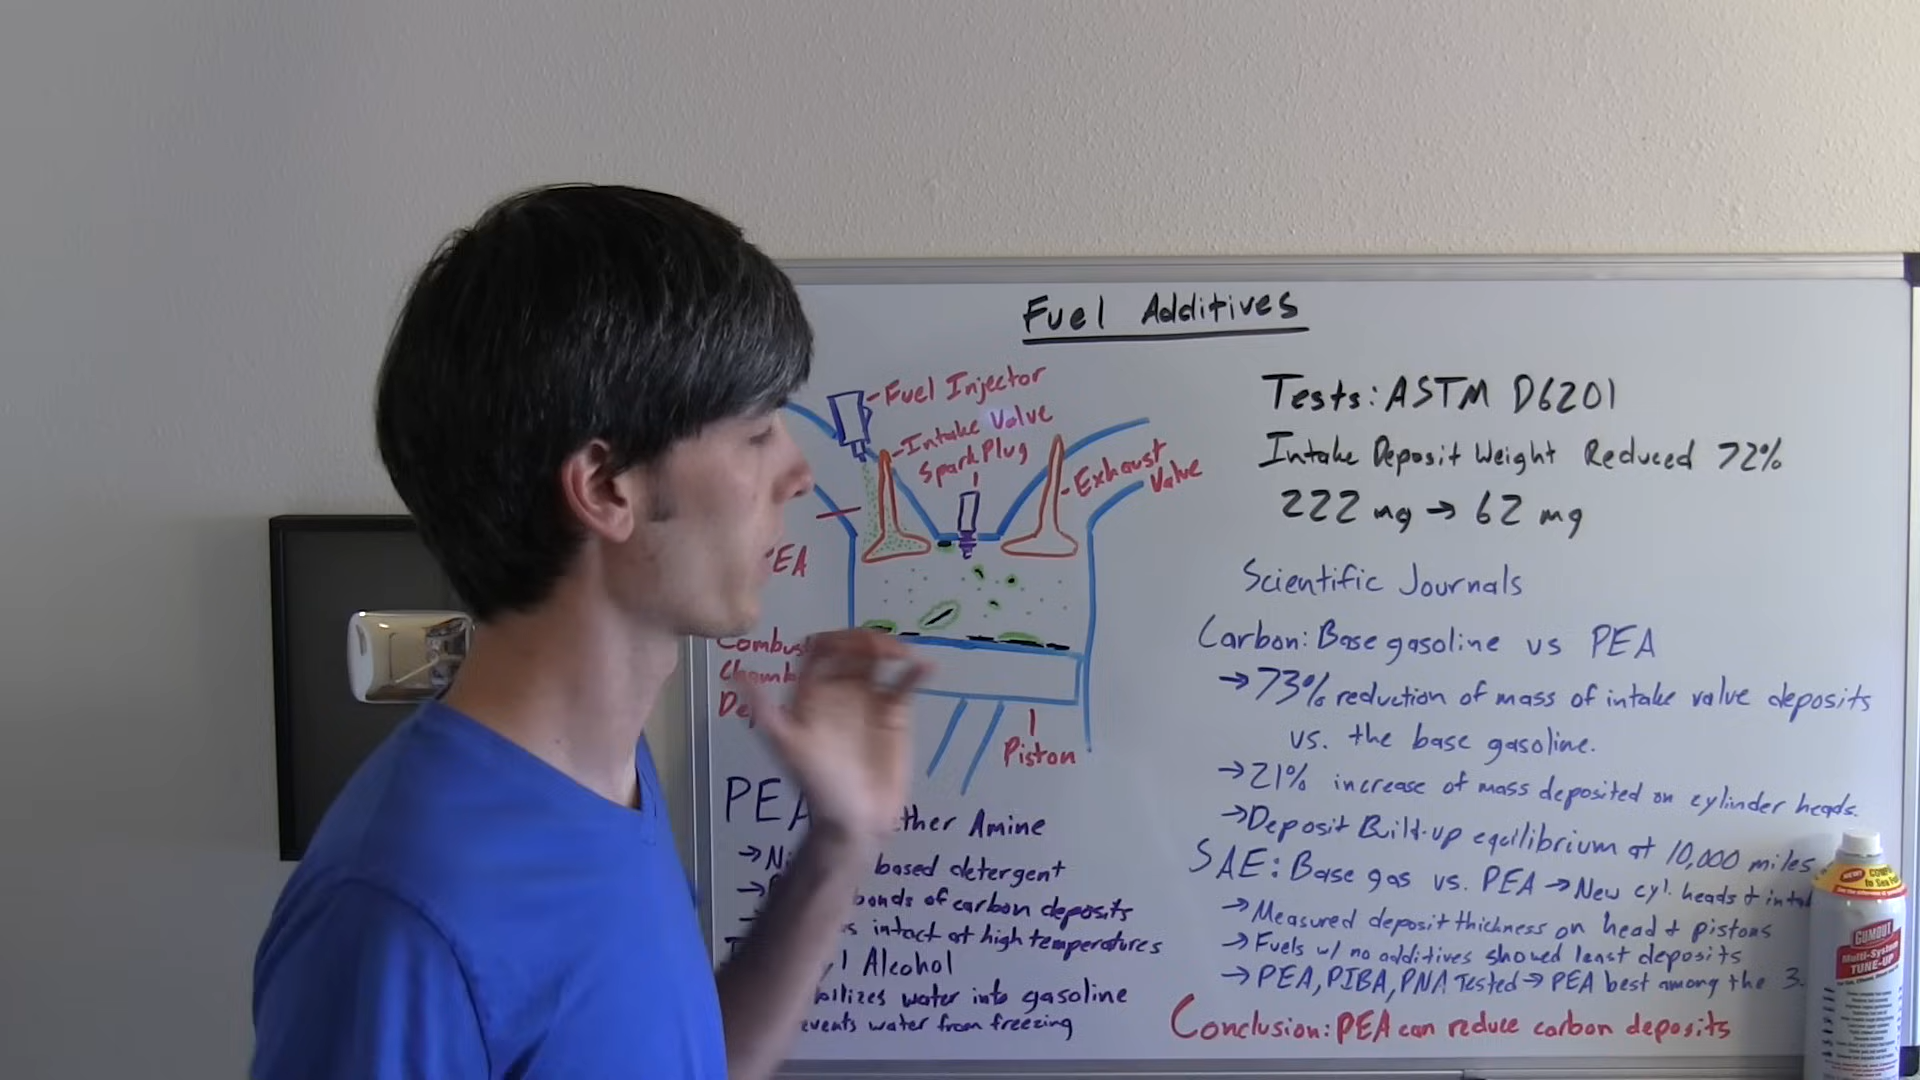 Fuel Additives
Fuel Injector
Intake Valve
Spark Plug
Exhaust
Valve
Piston
Tests: ASTM D6201
Intake Deposit Weight Reduced 72%
222 mg → 62 mg
Scientific Journals
Carbon: Base gasoline vs PEA
→ 73% reduction of mass of intake valve deposits
vs. the base gasoline.
→ 21% increase of mass deposited on cylinder heads.
→ Deposit Build-up equilibrium at 10,000 miles
SAE: Base gas vs. PEA → New cyl. heads +
→ Measured deposit thickness on head + pistons
→ Fuels w/ no additives showed least deposits
→ PEA, PIBA, PNA Tested → PEA best among the 3.
Conclusion: PEA can reduce carbon deposits
PEA
Amine
based detergent
bonds of carbon deposits
intact at high temperatures
Alcohol
water into gasoline
water from freezing
GUMOUT
Multi-System
TUNE-UP